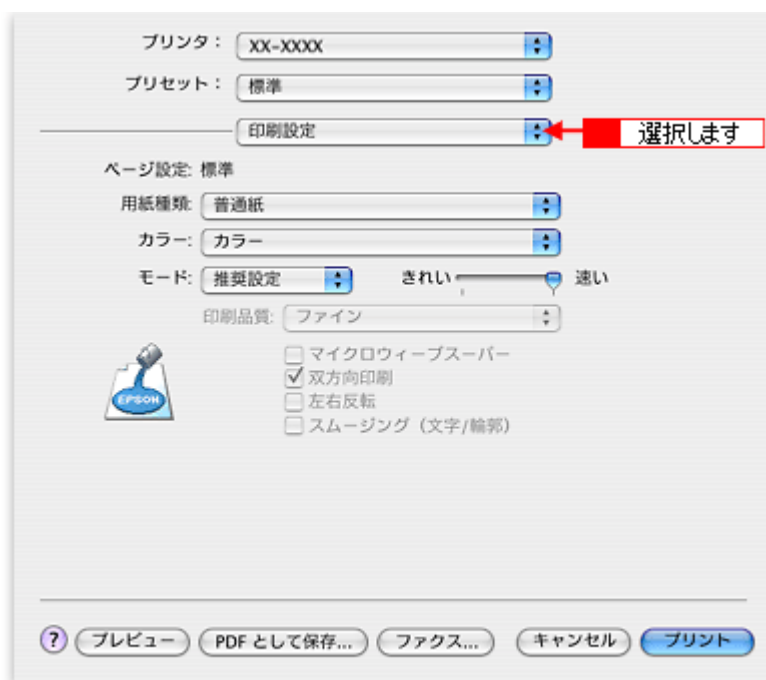 プリンタ： XX-XXXX
プリセット： 標準
印刷設定 選択します
ページ設定: 標準
用紙種類: 普通紙
カラー: カラー
モード: 推奨設定 きれい 速い
印刷品質: ファイン
マイクロウィーブスーパー
双方向印刷
左右反転
スムージング（文字/輪郭）
EPSON
? プレビュー PDF として保存... ファクス... キャンセル プリント